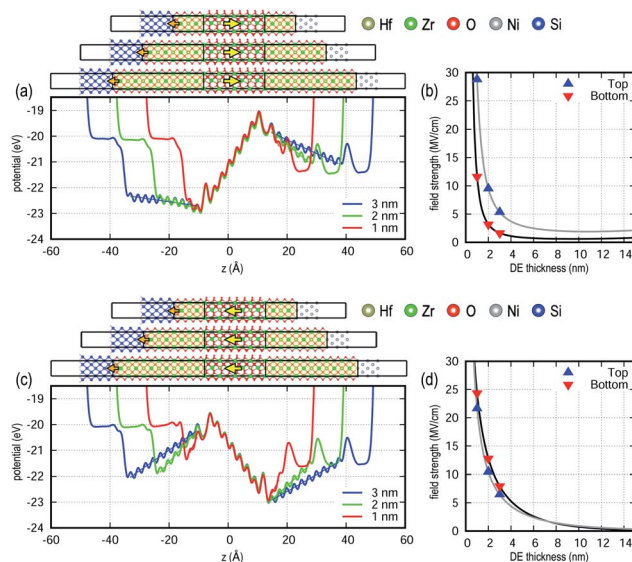 Hf Zr O Ni Si
(a)
potential (eV)
-19
-20
-21
-22
-23
-24
3 nm
2 nm
1 nm
-60 -40 -20 0 20 40 60
z (Å)
(b)
field strength (MV/cm)
30
25
20
15
10
5
0
Top
Bottom
0 2 4 6 8 10 12 14
DE thickness (nm)
Hf Zr O Ni Si
(c)
potential (eV)
-19
-20
-21
-22
-23
-24
3 nm
2 nm
1 nm
-60 -40 -20 0 20 40 60
z (Å)
(d)
field strength (MV/cm)
30
25
20
15
10
5
0
Top
Bottom
0 2 4 6 8 10 12 14
DE thickness (nm)